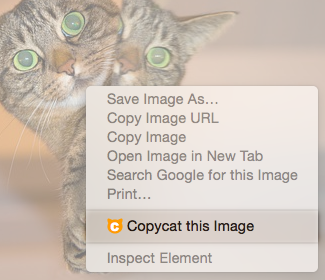 Save Image As…
Copy Image URL
Copy Image
Open Image in New Tab
Search Google for this Image
Print…
C Copycat this Image
Inspect Element